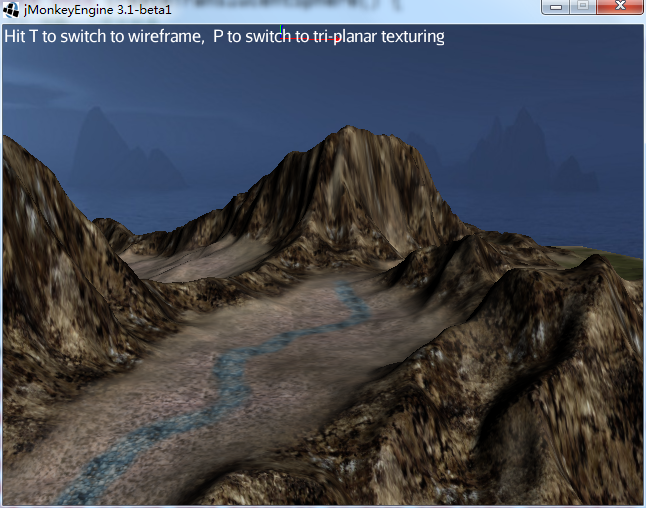 jMonkeyEngine 3.1-beta1
Hit T to switch to wireframe,  P to switch to tri-planar texturing